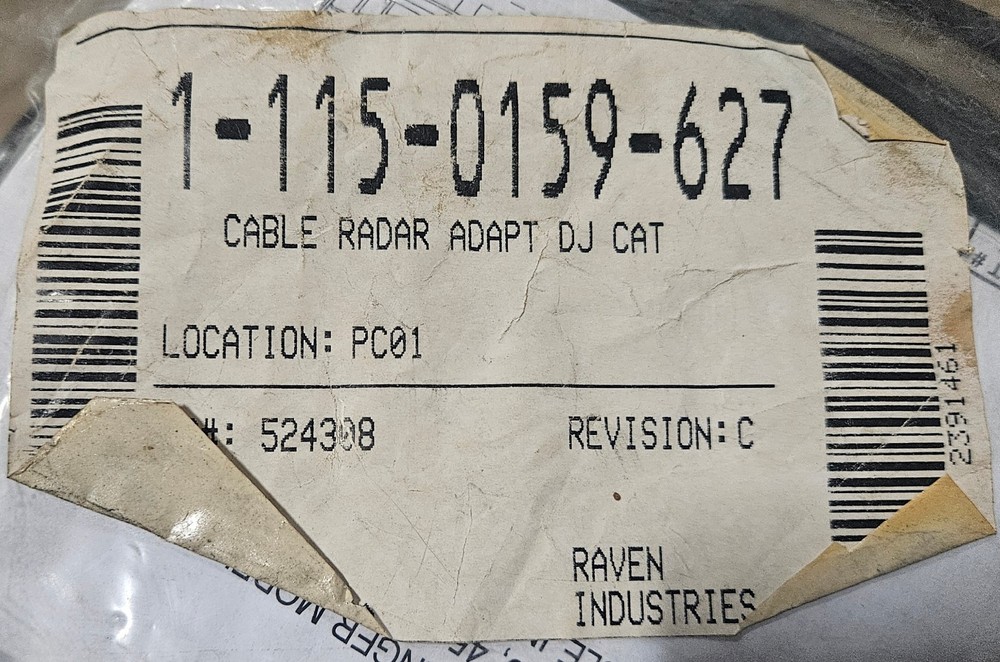 1-115-0159-627
CABLE RADAR ADAPT DJ CAT
LOCATION: PC01
#: 524308
REVISION: C
RAVEN
INDUSTRIES
2391461